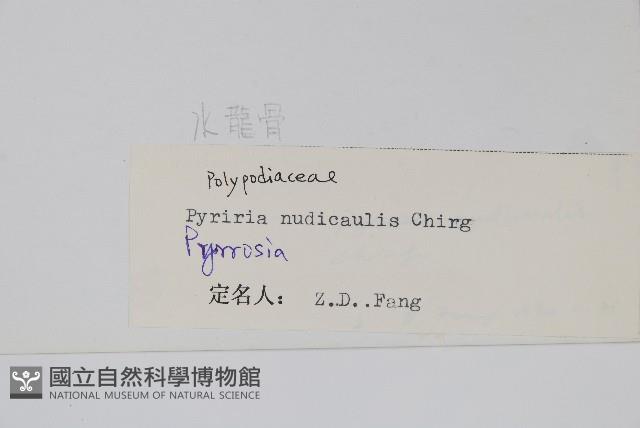 水龍骨
Polypodiaceae
Pyriria nudicaulis Chirg
Pyrrosia
定名人： Z.D..Fang
國立自然科學博物館
NATIONAL MUSEUM OF NATURAL SCIENCE